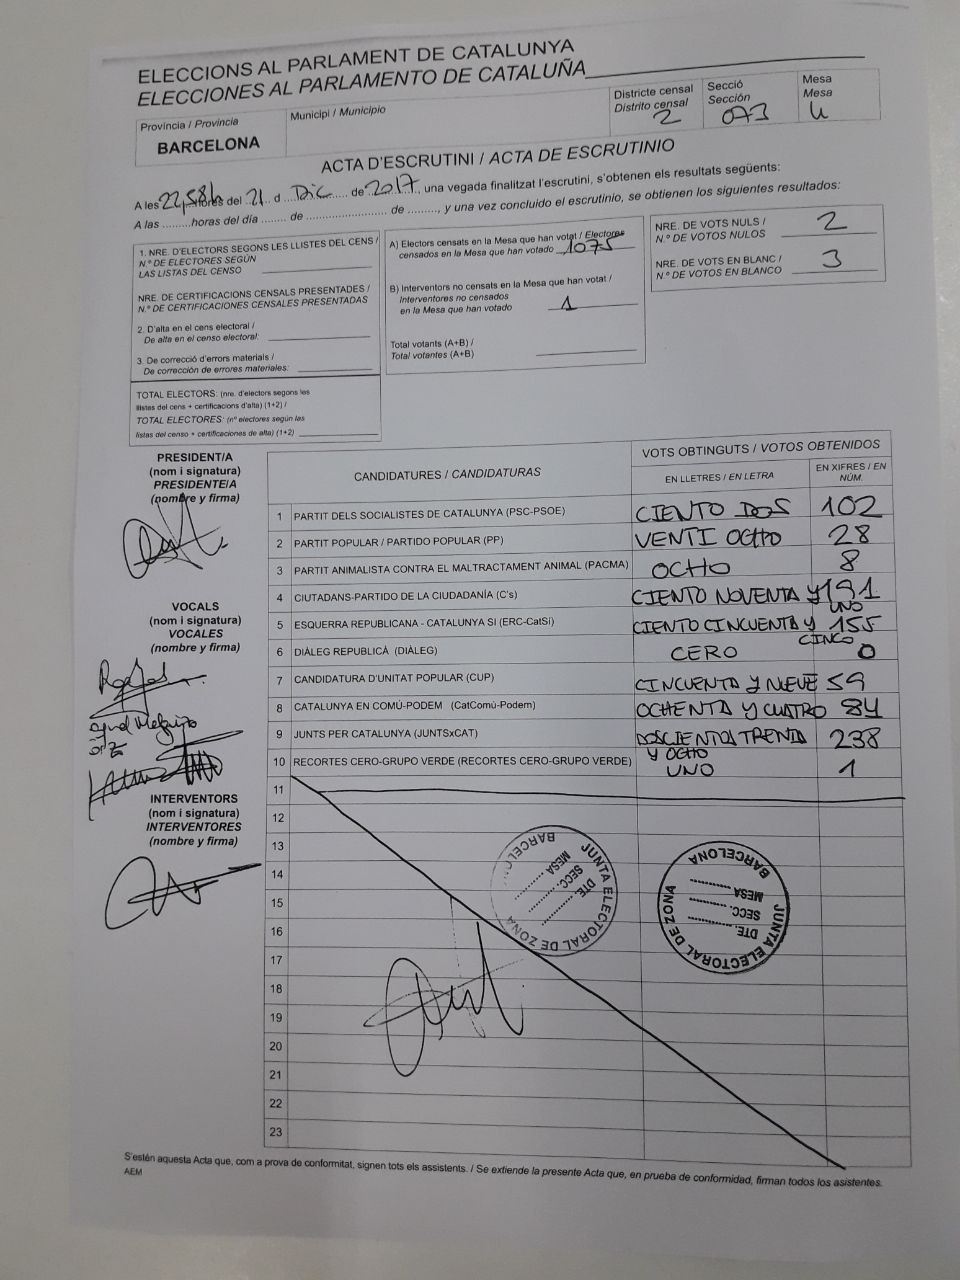 ELECCIONS AL PARLAMENT DE CATALUNYA
ELECCIONES AL PARLAMENTO DE CATALUÑA
Província / Provincia
BARCELONA
Municipi / Municipio
Districte censal
Distrito censal
2
Secció
Sección
073
Mesa
Mesa
U
ACTA D'ESCRUTINI / ACTA DE ESCRUTINIO
A les 22,58h hores del 21 d Dic de 2017, una vegada finalitzat l'escrutini, s'obtenen els resultats següents:
A las .........horas del día ........ de ......................... de ........., y una vez concluido el escrutinio, se obtienen los siguientes resultados:
1. NRE. D'ELECTORS SEGONS LES LLISTES DEL CENS /
N.º DE ELECTORES SEGÚN
LAS LISTAS DEL CENSO
NRE. DE CERTIFICACIONS CENSALS PRESENTADES /
N.º DE CERTIFICACIONES CENSALES PRESENTADAS
2. D'alta en el cens electoral /
De alta en el censo electoral:
3. De correcció d'errors materials /
De corrección de errores materiales:
TOTAL ELECTORS: (nre. d'electors segons les
llistes del cens + certificacions d'alta) (1+2) /
TOTAL ELECTORES: (nº electores según las
listas del censo + certificaciones de alta) (1+2)
A) Electors censats en la Mesa que han votat / Electores
censados en la Mesa que han votado 1075
B) Interventors no censats en la Mesa que han votat /
Interventores no censados
en la Mesa que han votado 1
Total votants (A+B) /
Total votantes (A+B)
NRE. DE VOTS NULS /
N.º DE VOTOS NULOS 2
NRE. DE VOTS EN BLANC /
N.º DE VOTOS EN BLANCO 3
PRESIDENT/A
(nom i signatura)
PRESIDENTE/A
(nombre y firma)
VOCALS
(nom i signatura)
VOCALES
(nombre y firma)
INTERVENTORS
(nom i signatura)
INTERVENTORES
(nombre y firma)
CANDIDATURES / CANDIDATURAS
VOTS OBTINGUTS / VOTOS OBTENIDOS
EN LLETRES / EN LETRA
EN XIFRES / EN
NÚM.
1 PARTIT DELS SOCIALISTES DE CATALUNYA (PSC-PSOE) CIENTO DOS 102
2 PARTIT POPULAR / PARTIDO POPULAR (PP) VENTI OCHO 28
3 PARTIT ANIMALISTA CONTRA EL MALTRACTAMENT ANIMAL (PACMA) OCHO 8
4 CIUTADANS-PARTIDO DE LA CIUDADANÍA (C's) CIENTO NOVENTA Y 191
UNO
5 ESQUERRA REPUBLICANA - CATALUNYA SÍ (ERC-CatSí) CIENTO CINCUENTA Y 155
CINCO
6 DIÀLEG REPUBLICÀ (DIÀLEG) CERO 0
7 CANDIDATURA D'UNITAT POPULAR (CUP) CINCUENTA Y NUEVE 59
8 CATALUNYA EN COMÚ-PODEM (CatComú-Podem) OCHENTA Y CUATRO 84
9 JUNTS PER CATALUNYA (JUNTSxCAT) DOSCIENTOS TRENTA 238
Y OCHO
10 RECORTES CERO-GRUPO VERDE (RECORTES CERO-GRUPO VERDE) UNO 1
11
12
13
14
15
16
17
18
19
20
21
22
23
JUNTA ELECTORAL DE ZONA
BARCELONA
DTE. ..........
SECC. ..........
MESA ..........
JUNTA ELECTORAL DE ZONA
BARCELONA
DTE. ..........
SECC. ..........
MESA ..........
S'estén aquesta Acta que, com a prova de conformitat, signen tots els assistents. / Se extiende la presente Acta que, en prueba de conformidad, firman todos los asistentes.
AEM